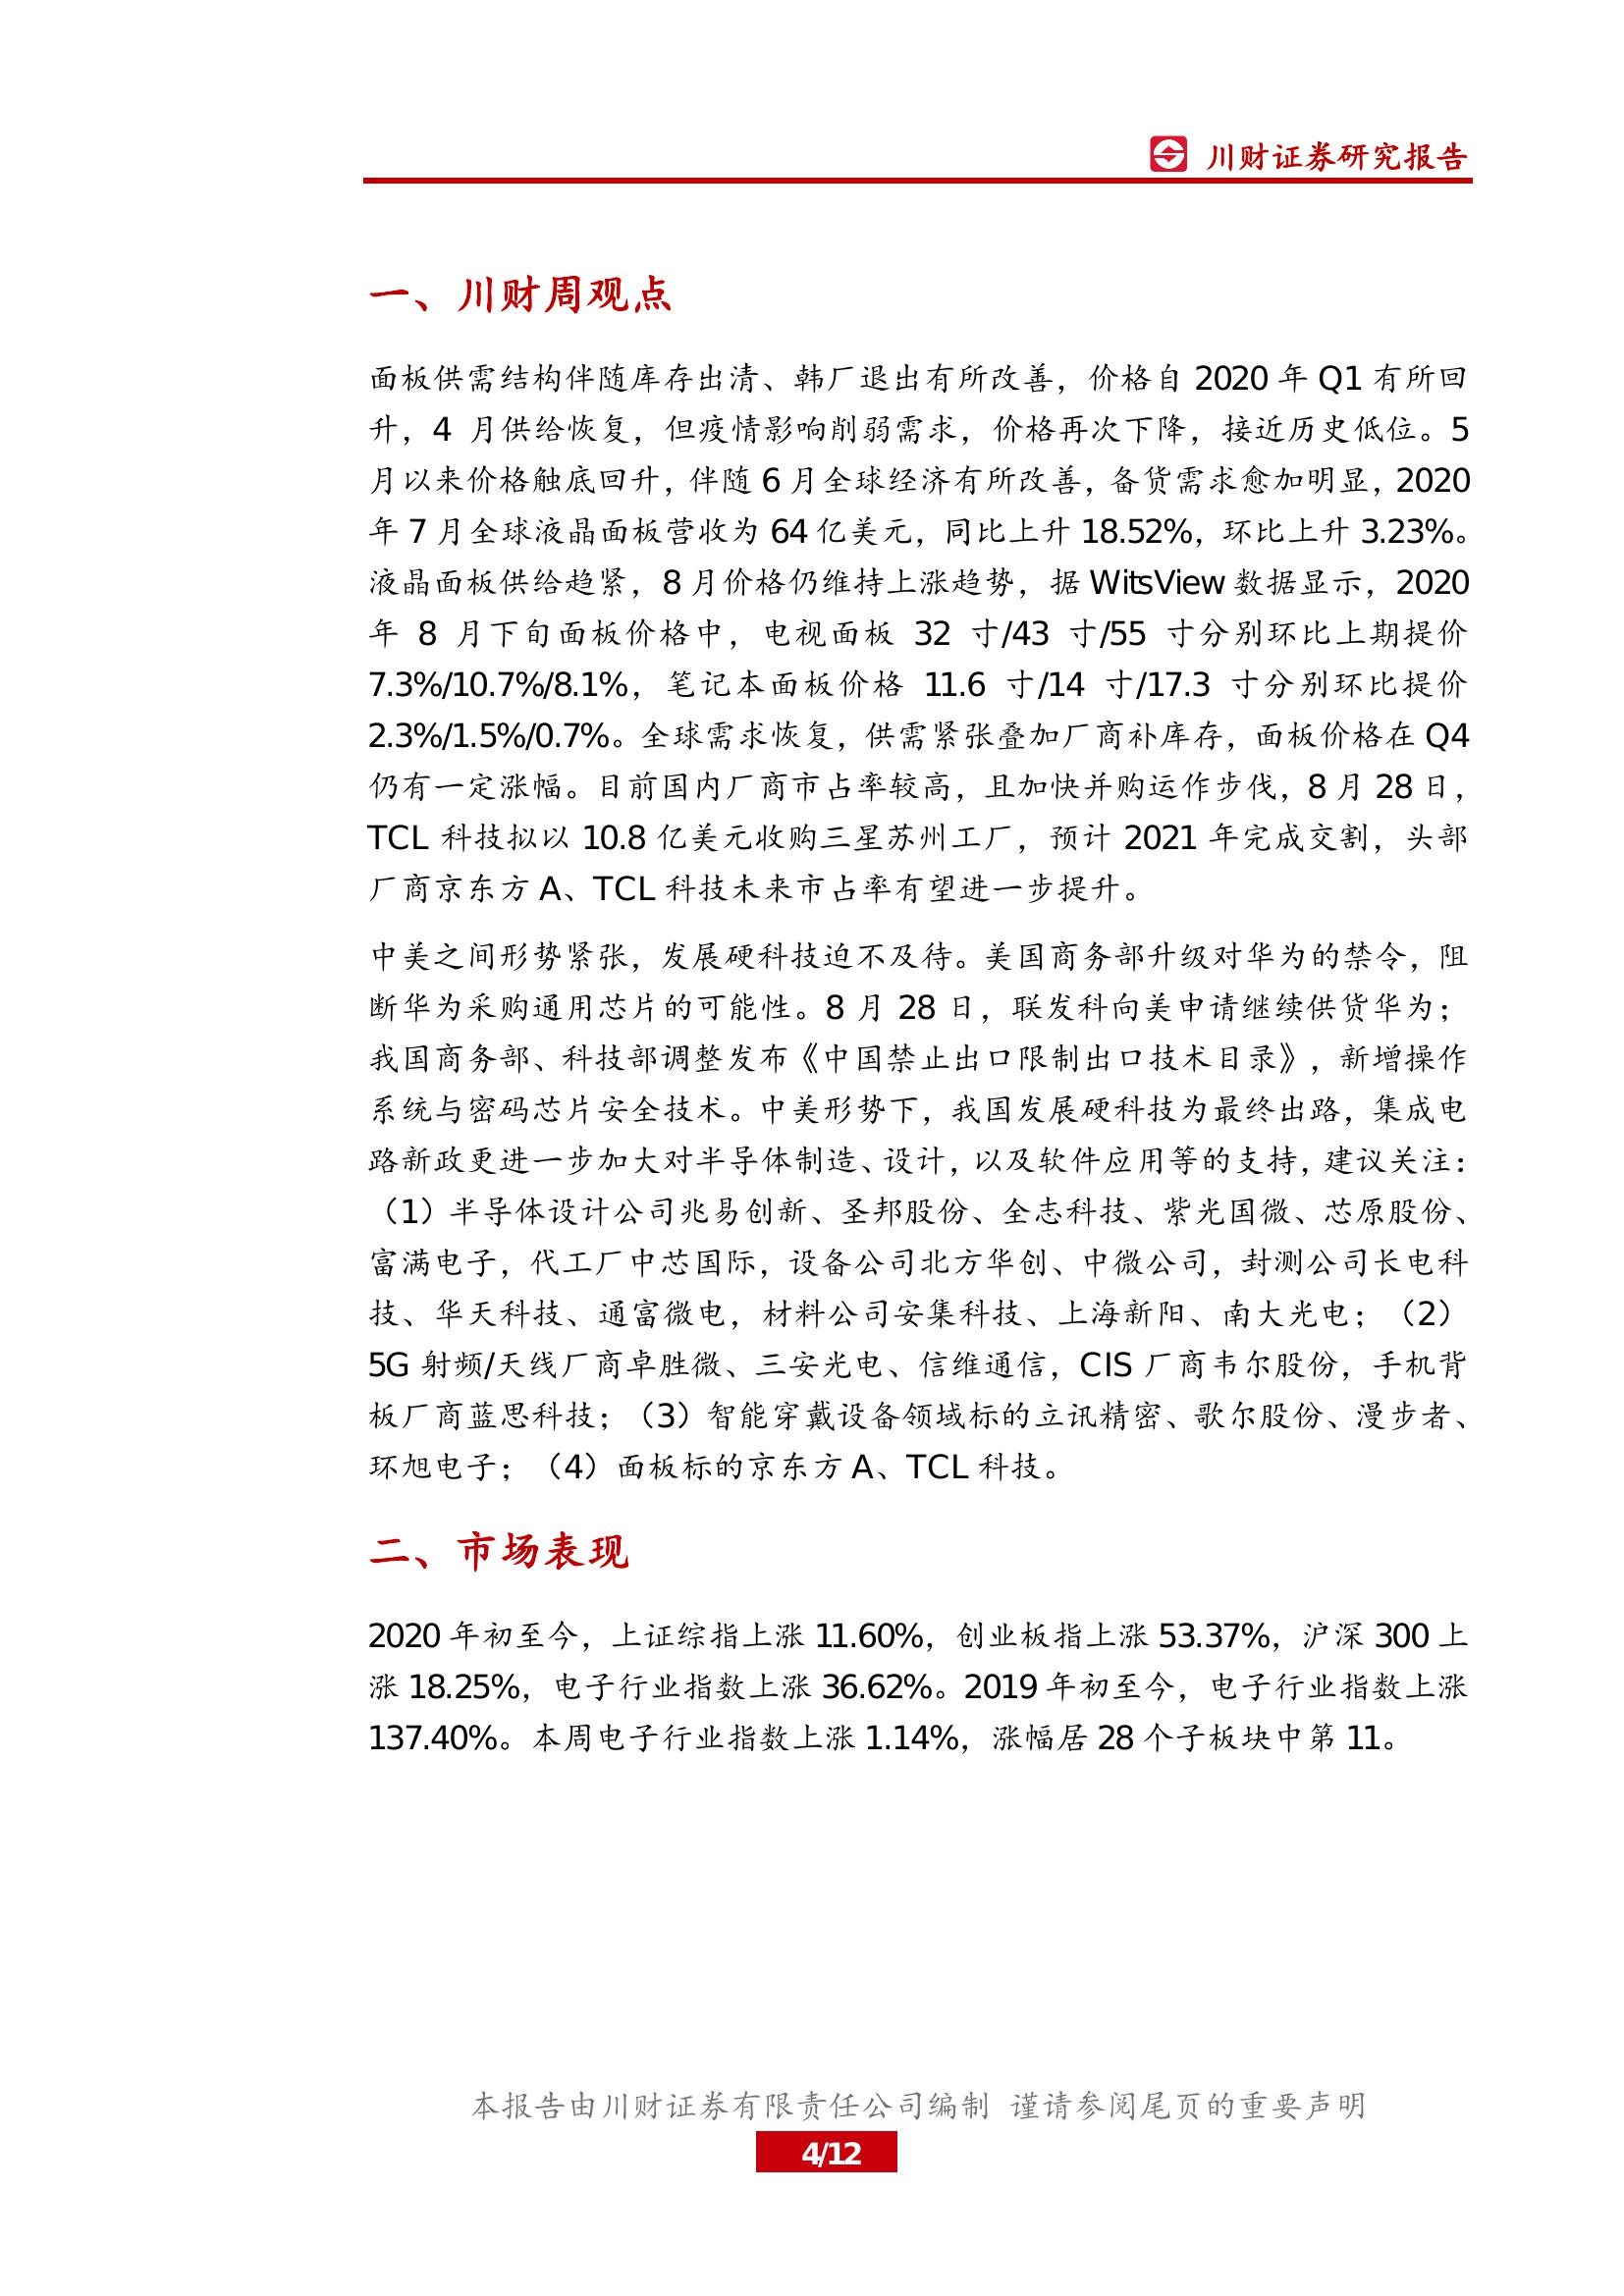 川财证券研究报告
一、川财周观点
面板供需结构伴随库存出清、韩厂退出有所改善，价格自 2020 年 Q1 有所回
升，4 月供给恢复，但疫情影响削弱需求，价格再次下降，接近历史低位。5
月以来价格触底回升，伴随 6 月全球经济有所改善，备货需求愈加明显，2020
年 7 月全球液晶面板营收为 64 亿美元，同比上升 18.52%，环比上升 3.23%。
液晶面板供给趋紧，8 月价格仍维持上涨趋势，据 WitsView 数据显示，2020
年 8 月下旬面板价格中，电视面板 32 寸/43 寸/55 寸分别环比上期提价
7.3%/10.7%/8.1%，笔记本面板价格 11.6 寸/14 寸/17.3 寸分别环比提价
2.3%/1.5%/0.7%。全球需求恢复，供需紧张叠加厂商补库存，面板价格在 Q4
仍有一定涨幅。目前国内厂商市占率较高，且加快并购运作步伐，8 月 28 日，
TCL 科技拟以 10.8 亿美元收购三星苏州工厂，预计 2021 年完成交割，头部
厂商京东方 A、TCL 科技未来市占率有望进一步提升。
中美之间形势紧张，发展硬科技迫不及待。美国商务部升级对华为的禁令，阻
断华为采购通用芯片的可能性。8 月 28 日，联发科向美申请继续供货华为；
我国商务部、科技部调整发布《中国禁止出口限制出口技术目录》，新增操作
系统与密码芯片安全技术。中美形势下，我国发展硬科技为最终出路，集成电
路新政更进一步加大对半导体制造、设计，以及软件应用等的支持，建议关注：
（1）半导体设计公司兆易创新、圣邦股份、全志科技、紫光国微、芯原股份、
富满电子，代工厂中芯国际，设备公司北方华创、中微公司，封测公司长电科
技、华天科技、通富微电，材料公司安集科技、上海新阳、南大光电；（2）
5G 射频/天线厂商卓胜微、三安光电、信维通信，CIS 厂商韦尔股份，手机背
板厂商蓝思科技；（3）智能穿戴设备领域标的立讯精密、歌尔股份、漫步者、
环旭电子；（4）面板标的京东方 A、TCL 科技。
二、市场表现
2020 年初至今，上证综指上涨 11.60%，创业板指上涨 53.37%，沪深 300 上
涨 18.25%，电子行业指数上涨 36.62%。2019 年初至今，电子行业指数上涨
137.40%。本周电子行业指数上涨 1.14%，涨幅居 28 个子板块中第 11。
本报告由川财证券有限责任公司编制 谨请参阅尾页的重要声明
4/12